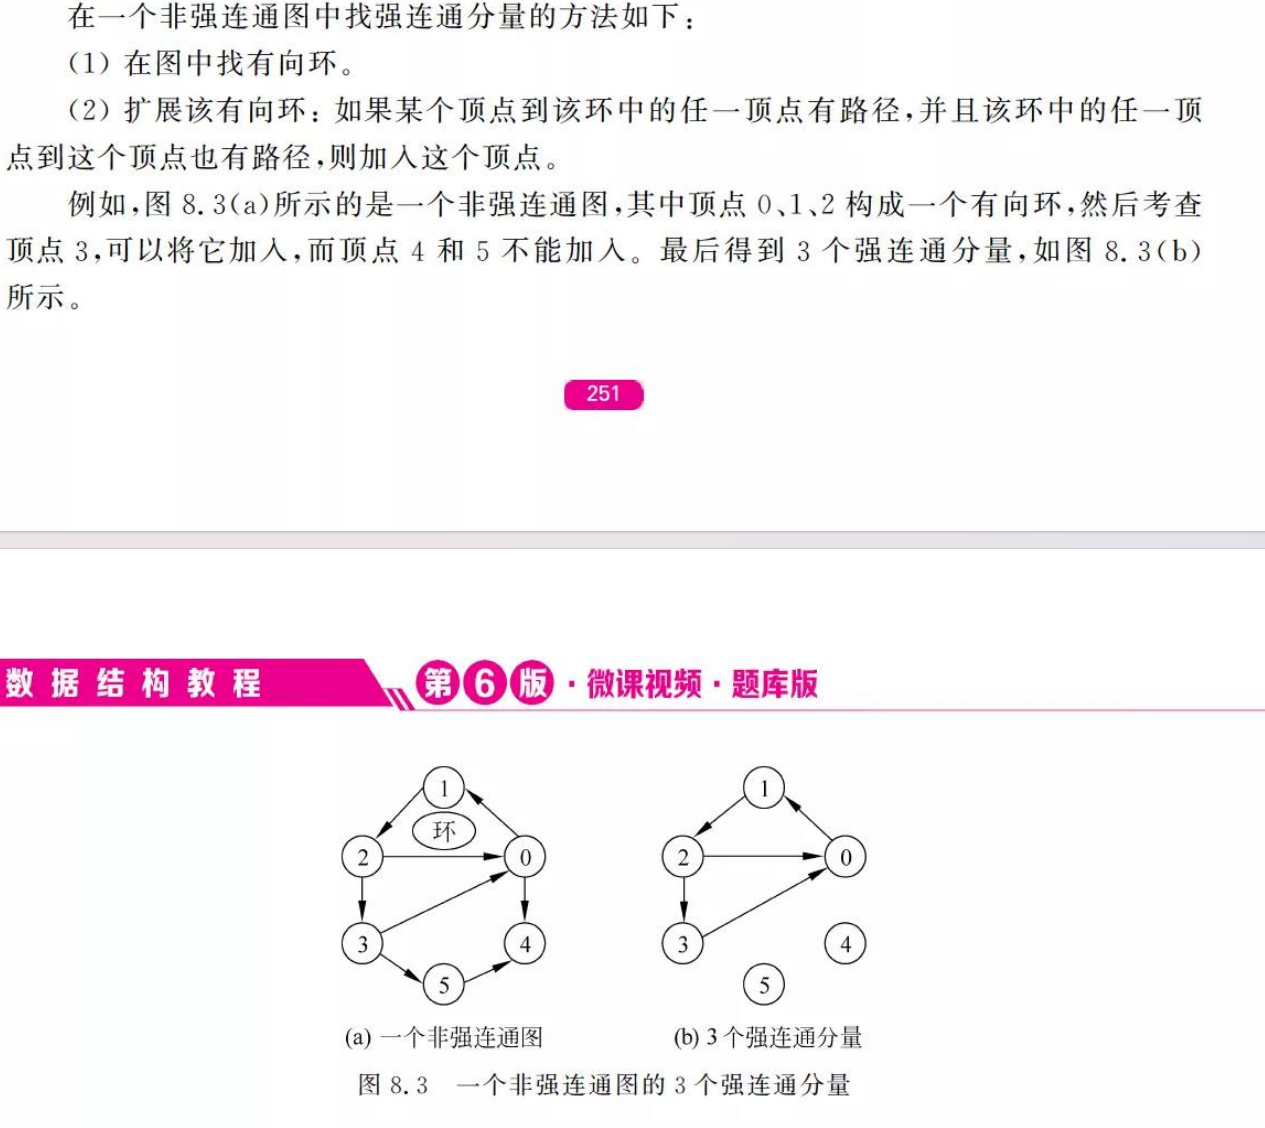 在一个非强连通图中找强连通分量的方法如下：
（1）在图中找有向环。
（2）扩展该有向环：如果某个顶点到该环中的任一顶点有路径，并且该环中的任一顶
点到这个顶点也有路径，则加入这个顶点。
例如，图 8.3(a)所示的是一个非强连通图，其中顶点 0、1、2 构成一个有向环，然后考查
顶点 3，可以将它加入，而顶点 4 和 5 不能加入。最后得到 3 个强连通分量，如图 8.3(b)
所示。
251
数据结构教程 第6版·微课视频·题库版
1
环
2 0
3 4
5
1
2 0
3 4
5
(a) 一个非强连通图 (b) 3个强连通分量
图 8.3 一个非强连通图的 3 个强连通分量